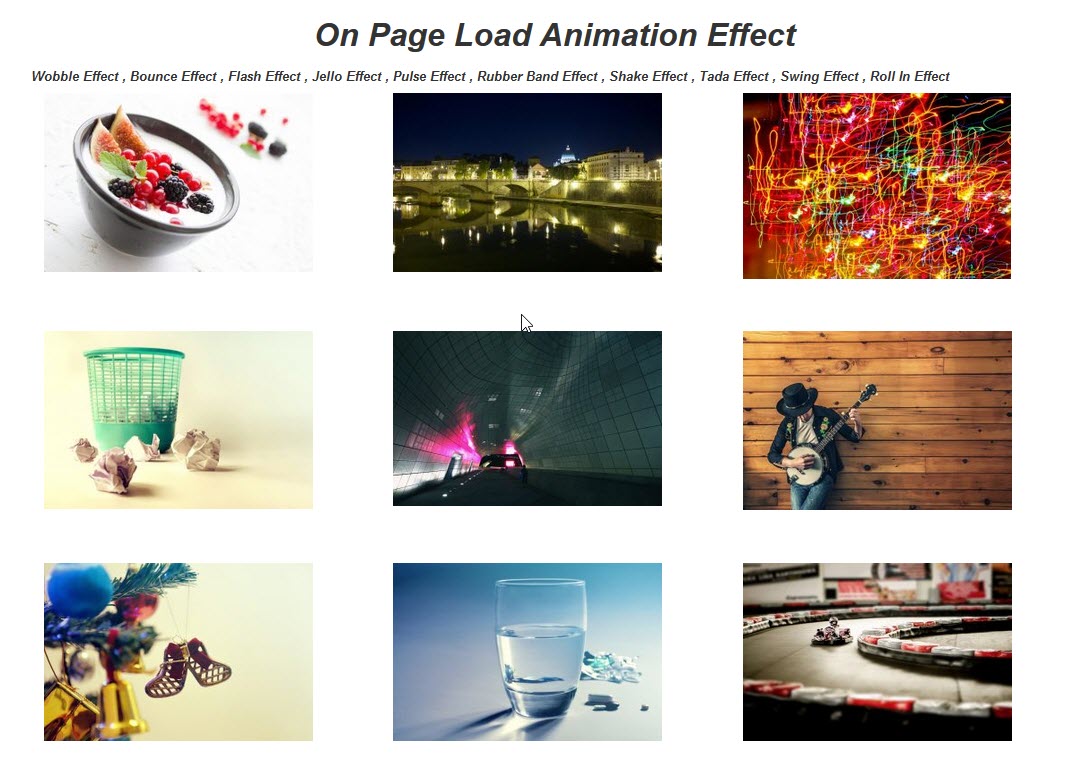 On Page Load Animation Effect
Wobble Effect , Bounce Effect , Flash Effect , Jello Effect , Pulse Effect , Rubber Band Effect , Shake Effect , Tada Effect , Swing Effect , Roll In Effect